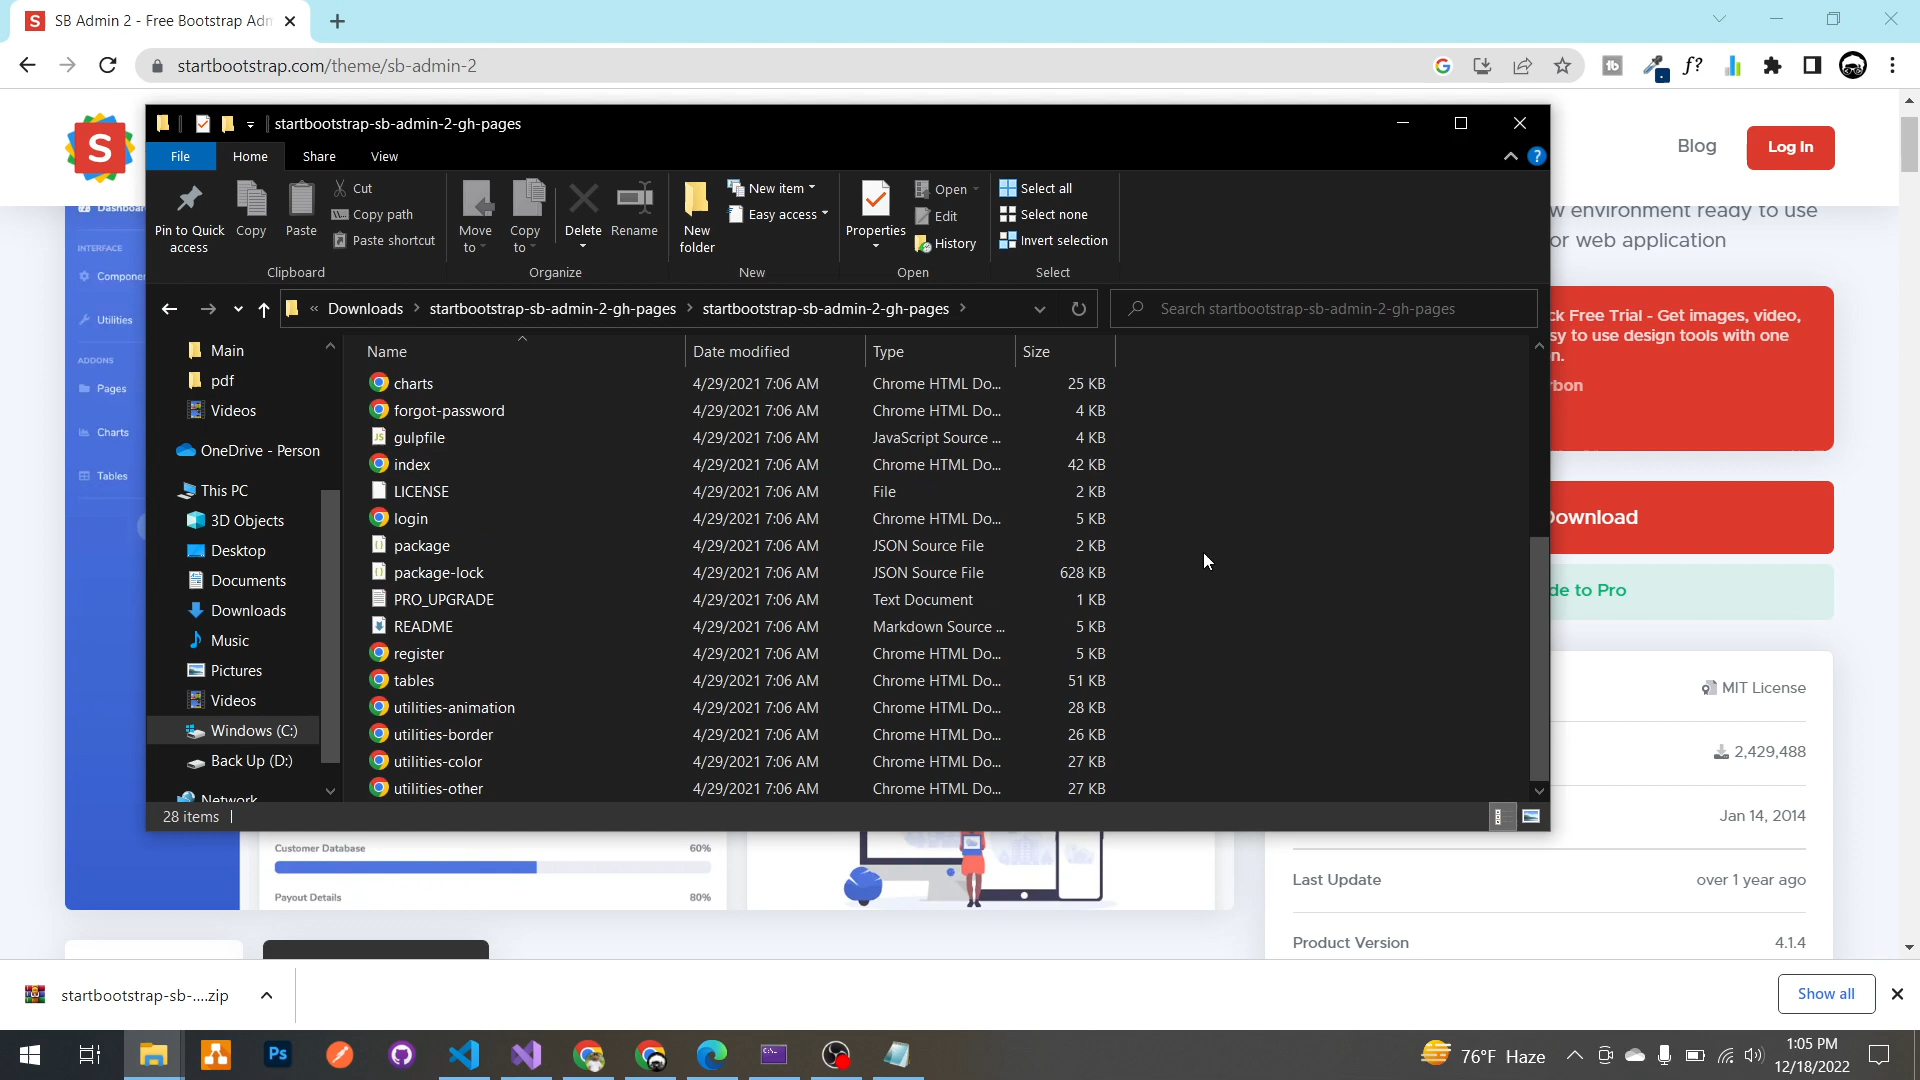 SB Admin 2 - Free Bootstrap Adm
startbootstrap.com/theme/sb-admin-2
Blog
Log In
w environment ready to use
or web application
ck Free Trial - Get images, video,
sy to use design tools with one
n.
rbon
Download
de to Pro
MIT License
2,429,488
Jan 14, 2014
Last Update
over 1 year ago
Product Version
4.1.4
Dashboar
INTERFACE
Componen
Utilities
ADDONS
Pages
Charts
Tables
startbootstrap-sb-admin-2-gh-pages
File
Home
Share
View
Pin to Quick
access
Copy
Paste
Cut
Copy path
Paste shortcut
Clipboard
Move
to
Copy
to
Delete
Rename
Organize
New
folder
New item
Easy access
New
Properties
Open
Edit
History
Open
Select all
Select none
Invert selection
Select
« Downloads > startbootstrap-sb-admin-2-gh-pages > startbootstrap-sb-admin-2-gh-pages >
Search startbootstrap-sb-admin-2-gh-pages
Main
pdf
Videos
OneDrive - Person
This PC
3D Objects
Desktop
Documents
Downloads
Music
Pictures
Videos
Windows (C:)
Back Up (D:)
Network
Name Date modified Type Size
charts 4/29/2021 7:06 AM Chrome HTML Do... 25 KB
forgot-password 4/29/2021 7:06 AM Chrome HTML Do... 4 KB
gulpfile 4/29/2021 7:06 AM JavaScript Source ... 4 KB
index 4/29/2021 7:06 AM Chrome HTML Do... 42 KB
LICENSE 4/29/2021 7:06 AM File 2 KB
login 4/29/2021 7:06 AM Chrome HTML Do... 5 KB
package 4/29/2021 7:06 AM JSON Source File 2 KB
package-lock 4/29/2021 7:06 AM JSON Source File 628 KB
PRO_UPGRADE 4/29/2021 7:06 AM Text Document 1 KB
README 4/29/2021 7:06 AM Markdown Source ... 5 KB
register 4/29/2021 7:06 AM Chrome HTML Do... 5 KB
tables 4/29/2021 7:06 AM Chrome HTML Do... 51 KB
utilities-animation 4/29/2021 7:06 AM Chrome HTML Do... 28 KB
utilities-border 4/29/2021 7:06 AM Chrome HTML Do... 26 KB
utilities-color 4/29/2021 7:06 AM Chrome HTML Do... 27 KB
utilities-other 4/29/2021 7:06 AM Chrome HTML Do... 27 KB
28 items
Customer Database 60%
Payout Details 80%
startbootstrap-sb-....zip
Show all
76°F Haze
1:05 PM
12/18/2022